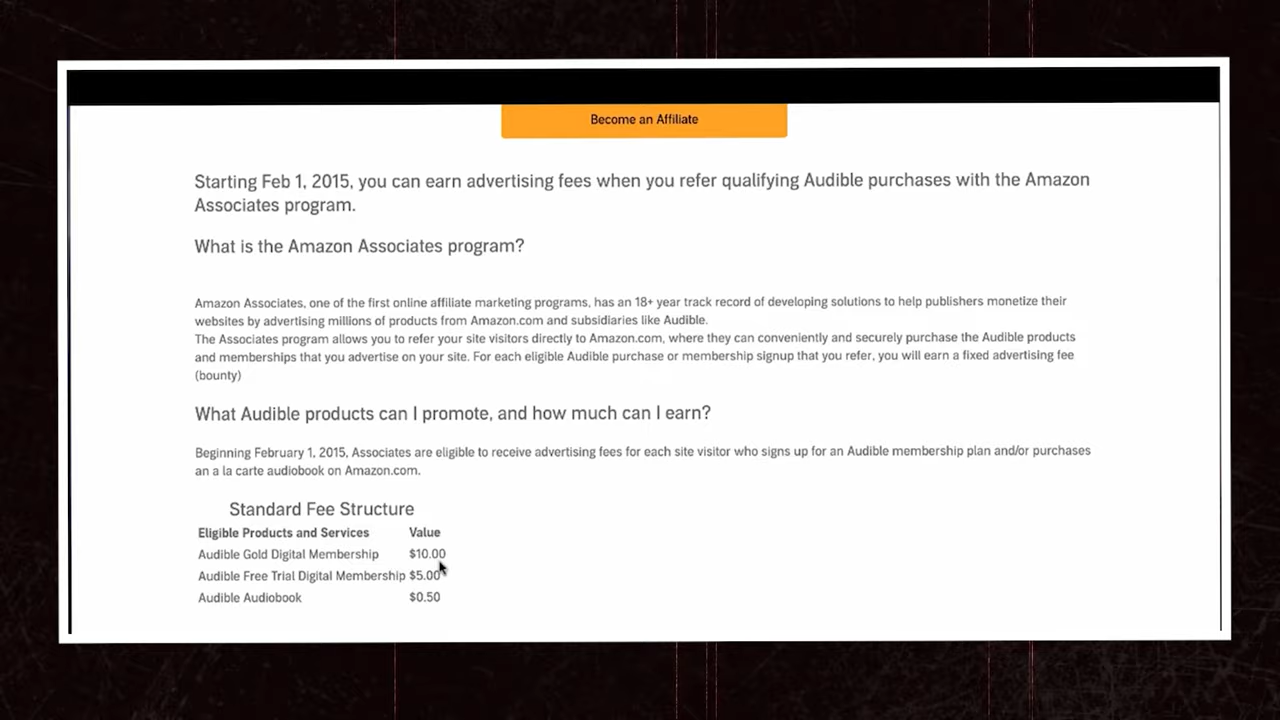 Become an Affiliate
Starting Feb 1, 2015, you can earn advertising fees when you refer qualifying Audible purchases with the Amazon
Associates program.
What is the Amazon Associates program?
Amazon Associates, one of the first online affiliate marketing programs, has an 18+ year track record of developing solutions to help publishers monetize their
websites by advertising millions of products from Amazon.com and subsidiaries like Audible.
The Associates program allows you to refer your site visitors directly to Amazon.com, where they can conveniently and securely purchase the Audible products
and memberships that you advertise on your site. For each eligible Audible purchase or membership signup that you refer, you will earn a fixed advertising fee
(bounty)
What Audible products can I promote, and how much can I earn?
Beginning February 1, 2015, Associates are eligible to receive advertising fees for each site visitor who signs up for an Audible membership plan and/or purchases
an a la carte audiobook on Amazon.com.
Standard Fee Structure
Eligible Products and Services Value
Audible Gold Digital Membership $10.00
Audible Free Trial Digital Membership $5.00
Audible Audiobook $0.50